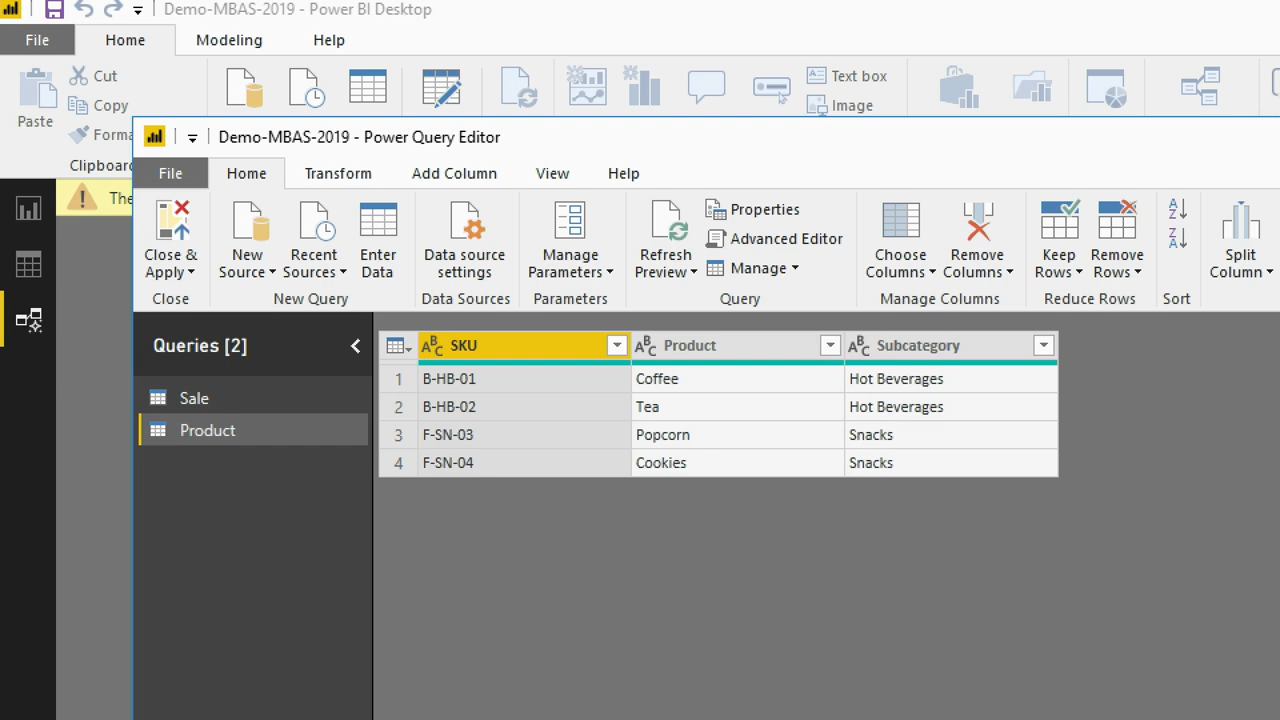 Demo-MBAS-2019 - Power BI Desktop
File Home Modeling Help
Paste
Cut
Copy
Forma
Text box
Image
Clipboard
The
Demo-MBAS-2019 - Power Query Editor
File Home Transform Add Column View Help
Close & Apply
New Source
Recent Sources
Enter Data
Data source settings
Manage Parameters
Refresh Preview
Properties
Advanced Editor
Manage
Choose Columns
Remove Columns
Keep Rows
Remove Rows
Split Column
Close New Query Data Sources Parameters Query Manage Columns Reduce Rows Sort
Queries [2]
Sale
Product
ABC SKU ABC Product ABC Subcategory
1 B-HB-01 Coffee Hot Beverages
2 B-HB-02 Tea Hot Beverages
3 F-SN-03 Popcorn Snacks
4 F-SN-04 Cookies Snacks